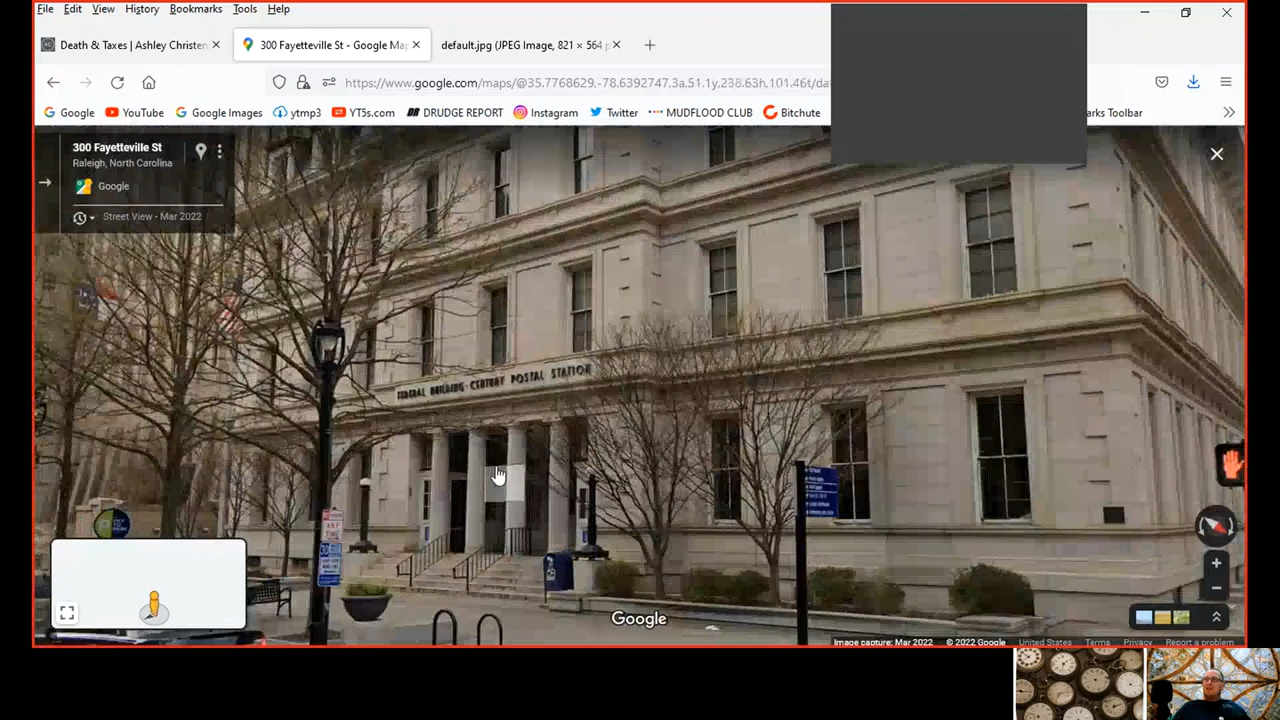 File Edit View History Bookmarks Tools Help
Death & Taxes | Ashley Christen
300 Fayetteville St - Google Ma
default.jpg (JPEG Image, 821 × 564 p
https://www.google.com/maps/@35.7768629,-78.6392747,3a,51.1y,238.63h,101.46t/da
Google YouTube Google Images ytmp3 YT5s.com DRUDGE REPORT Instagram Twitter MUDFLOOD CLUB Bitchute arks Toolbar
300 Fayetteville St
Raleigh, North Carolina
Google
Street View - Mar 2022
FEDERAL BUILDING-CENTURY POSTAL STATION
ANY
TIME
Google
Image capture: Mar 2022 © 2022 Google United States Terms Privacy Report a problem